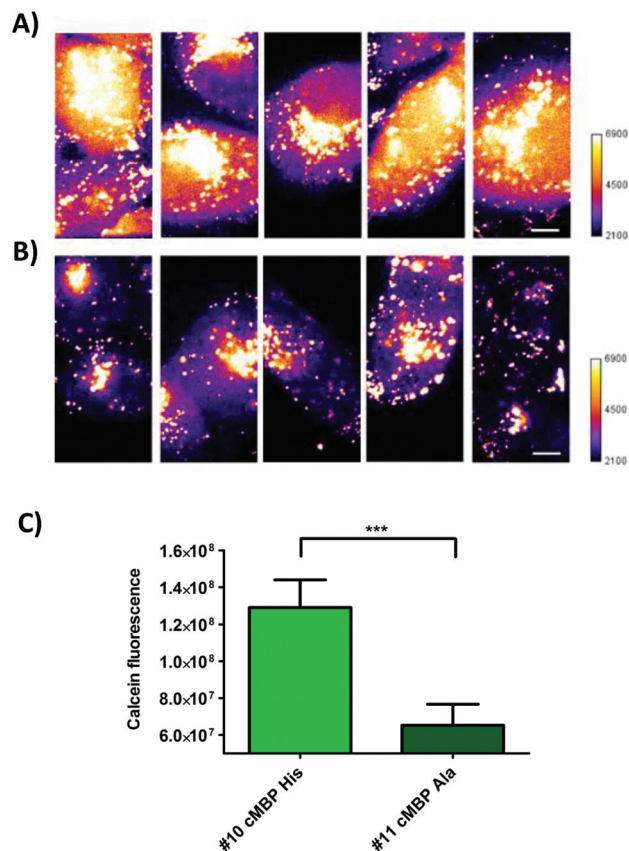 A)
6900
4500
2100
B)
6900
4500
2100
C)
***
Calcein fluorescence
1.6×10⁸
1.4×10⁸
1.2×10⁸
1.0×10⁸
8.0×10⁷
6.0×10⁷
#10 cMBP His
#11 cMBP Ala